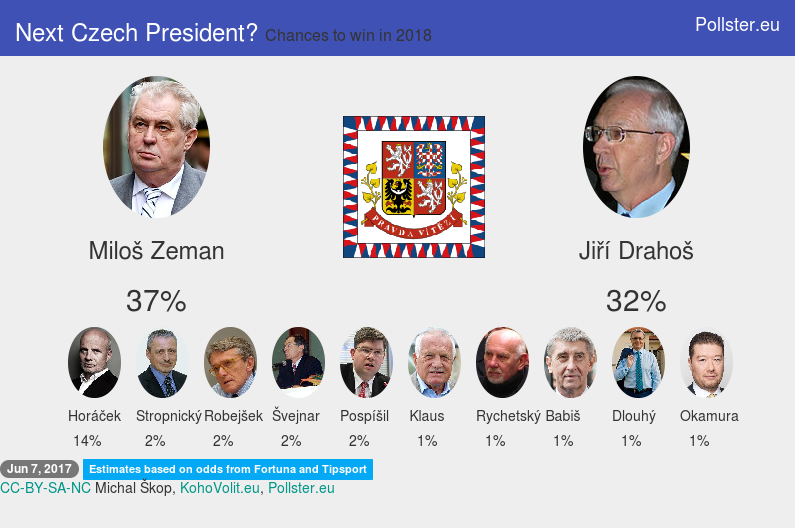 Next Czech President? Chances to win in 2018
Pollster.eu
PRAVDA VÍTĚZÍ
Miloš Zeman
Jiří Drahoš
37%
32%
Horáček Stropnický Robejšek Švejnar Pospíšil Klaus Rychetský Babiš Dlouhý Okamura
14% 2% 2% 2% 2% 1% 1% 1% 1% 1%
Jun 7, 2017 Estimates based on odds from Fortuna and Tipsport
CC-BY-SA-NC Michal Škop, KohoVolit.eu, Pollster.eu